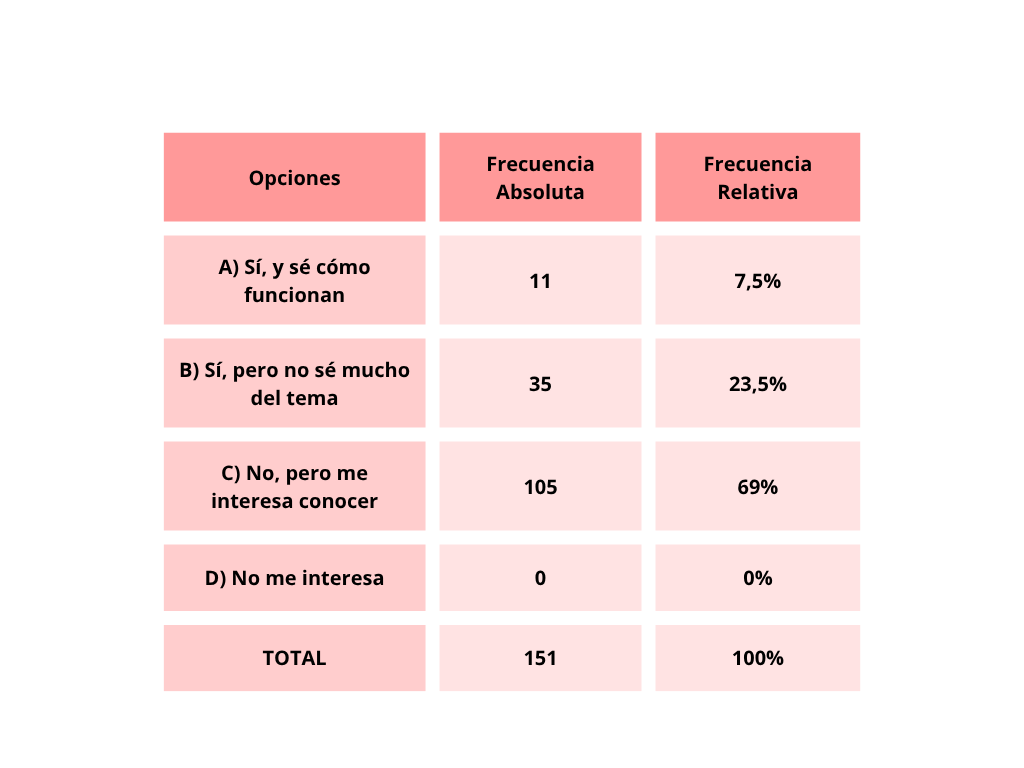 Opciones
Frecuencia
Absoluta
Frecuencia
Relativa
A) Sí, y sé cómo
funcionan
11
7,5%
B) Sí, pero no sé mucho
del tema
35
23,5%
C) No, pero me
interesa conocer
105
69%
D) No me interesa
0
0%
TOTAL
151
100%